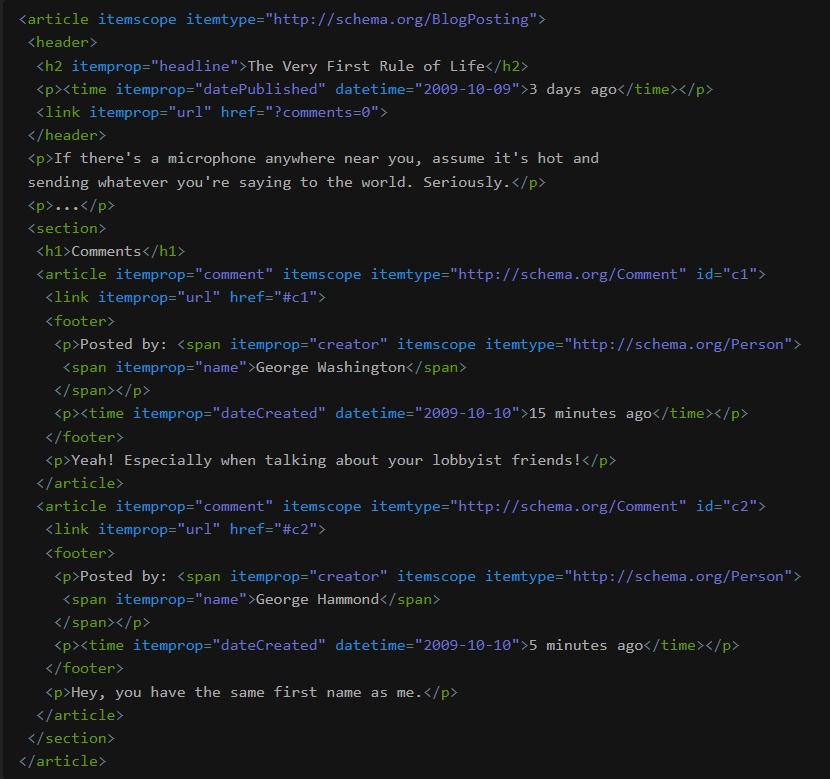 <article itemscope itemtype="http://schema.org/BlogPosting">
<header>
<h2 itemprop="headline">The Very First Rule of Life</h2>
<p><time itemprop="datePublished" datetime="2009-10-09">3 days ago</time></p>
<link itemprop="url" href="?comments=0">
</header>
<p>If there's a microphone anywhere near you, assume it's hot and
sending whatever you're saying to the world. Seriously.</p>
<p>...</p>
<section>
<h1>Comments</h1>
<article itemprop="comment" itemscope itemtype="http://schema.org/Comment" id="c1">
<link itemprop="url" href="#c1">
<footer>
<p>Posted by: <span itemprop="creator" itemscope itemtype="http://schema.org/Person">
<span itemprop="name">George Washington</span>
</span></p>
<p><time itemprop="dateCreated" datetime="2009-10-10">15 minutes ago</time></p>
</footer>
<p>Yeah! Especially when talking about your lobbyist friends!</p>
</article>
<article itemprop="comment" itemscope itemtype="http://schema.org/Comment" id="c2">
<link itemprop="url" href="#c2">
<footer>
<p>Posted by: <span itemprop="creator" itemscope itemtype="http://schema.org/Person">
<span itemprop="name">George Hammond</span>
</span></p>
<p><time itemprop="dateCreated" datetime="2009-10-10">5 minutes ago</time></p>
</footer>
<p>Hey, you have the same first name as me.</p>
</article>
</section>
</article>